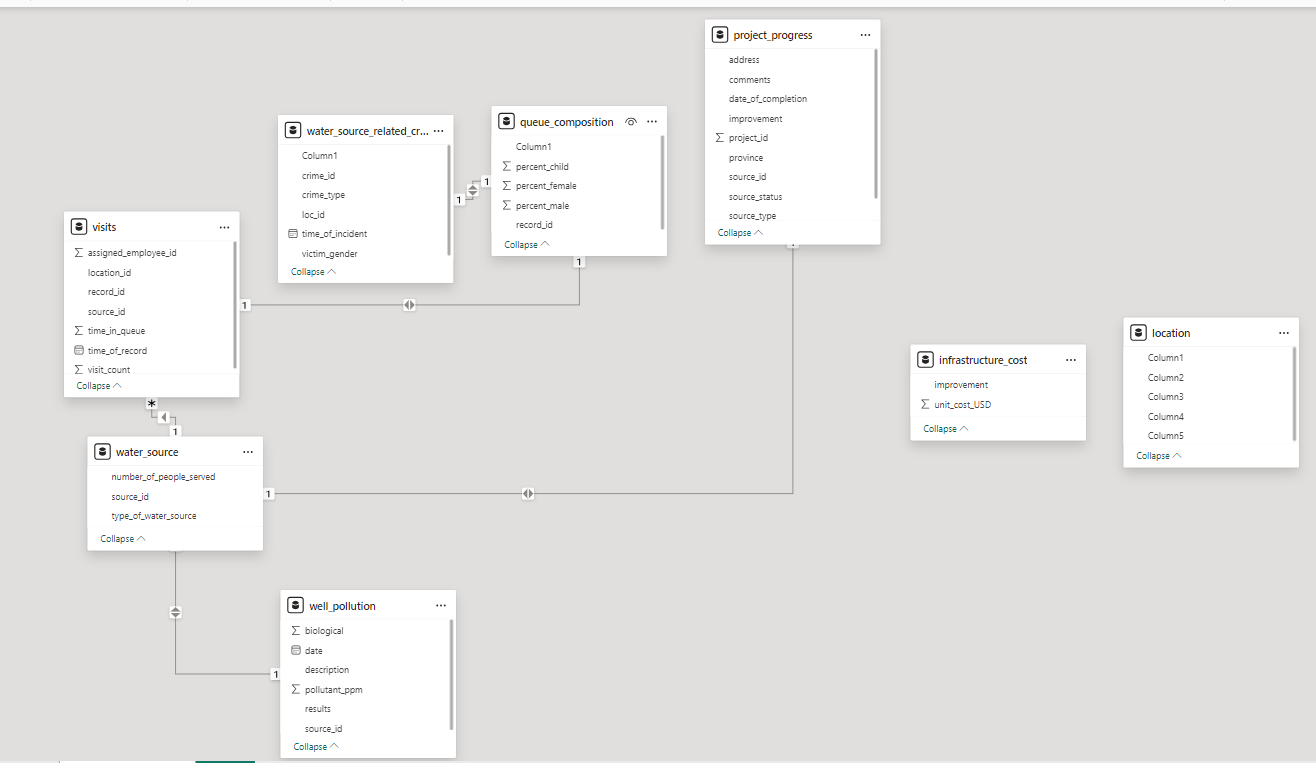 project_progress
address
comments
date_of_completion
improvement
project_id
province
source_id
source_status
source_type
Collapse
queue_composition
Column1
percent_child
percent_female
percent_male
record_id
Collapse
water_source_related_cr...
Column1
crime_id
crime_type
loc_id
time_of_incident
victim_gender
Collapse
1
1
visits
assigned_employee_id
location_id
record_id
source_id
time_in_queue
time_of_record
visit_count
Collapse
1
1
*
1
water_source
number_of_people_served
source_id
type_of_water_source
Collapse
1
infrastructure_cost
improvement
unit_cost_USD
Collapse
location
Column1
Column2
Column3
Column4
Column5
Collapse
well_pollution
biological
date
description
pollutant_ppm
results
source_id
Collapse
1